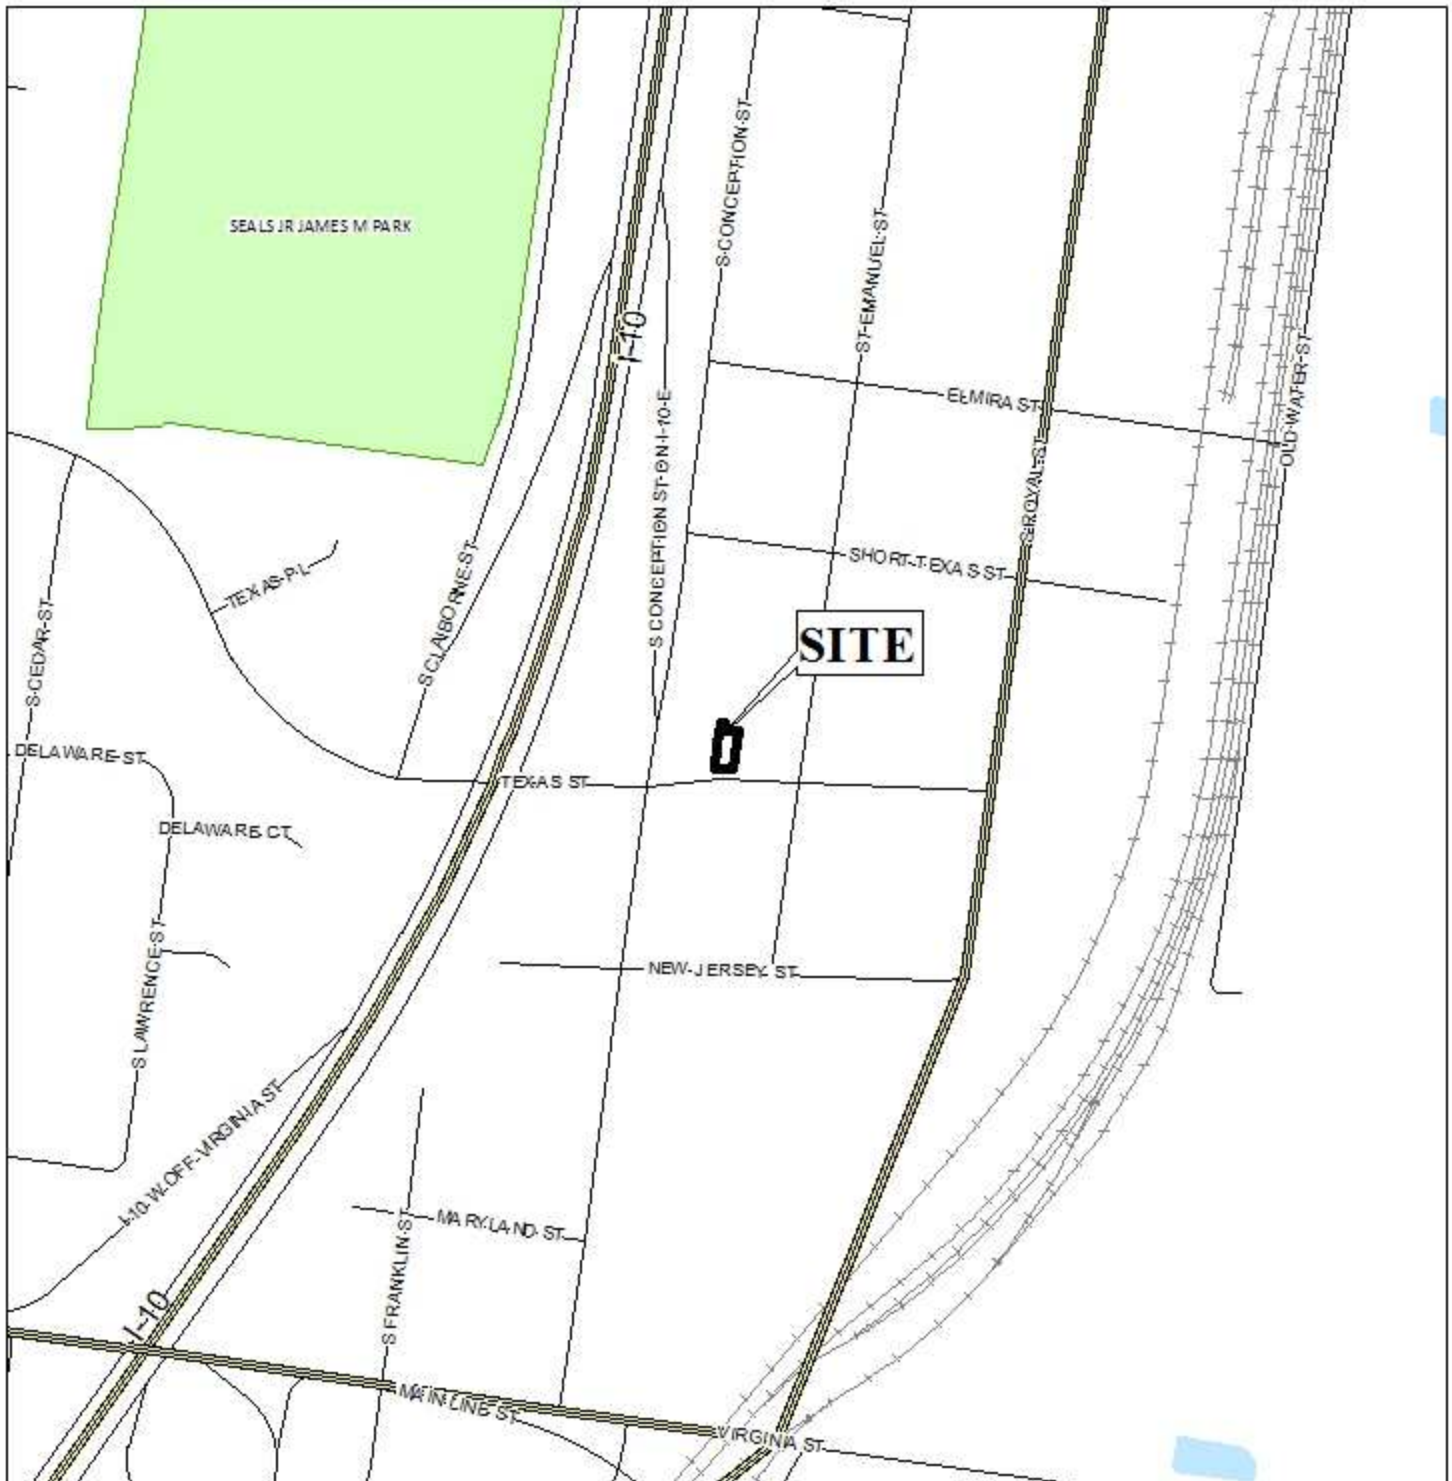 S CONCEPTION ST
SEALS JR JAMES M PARK
ST EMANUEL ST
I-10
S CONCEPTION ST ON I-10 E
ELMIRA ST
OLD WATER ST
S ROYAL ST
SHORT TEXAS ST
TEXAS PL
S CLAIBORNE ST
S CEDAR ST
SITE
DELAWARE ST
TEXAS ST
DELAWARE CT
S LAWRENCE ST
NEW JERSEY ST
I-10 W OFF VIRGINIA ST
MARYLAND ST
S FRANKLIN ST
I-10
MAIN LINE ST
VIRGINIA ST